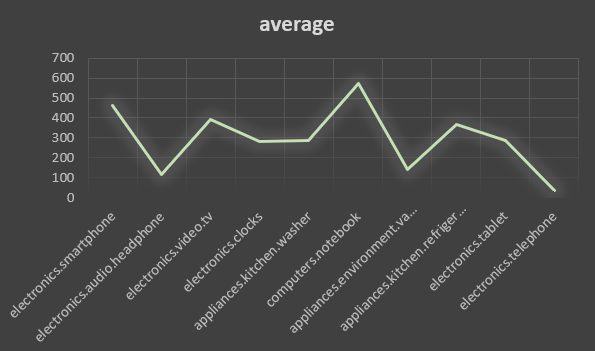 average
700
600
500
400
300
200
100
0
electronics.smartphone
electronics.audio.headphone
electronics.video.tv
electronics.clocks
appliances.kitchen.washer
computers.notebook
appliances.environment.va...
appliances.kitchen.refriger...
electronics.tablet
electronics.telephone